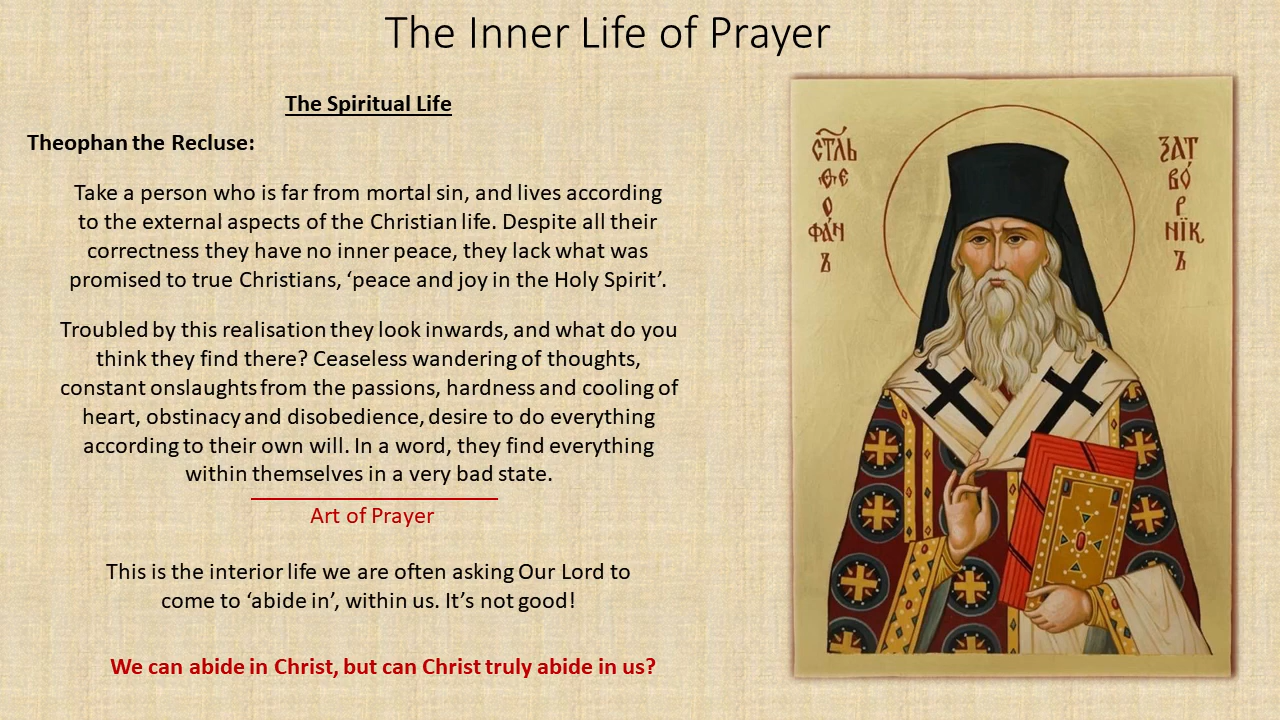 The Inner Life of Prayer
The Spiritual Life
Theophan the Recluse:
Take a person who is far from mortal sin, and lives according
to the external aspects of the Christian life. Despite all their
correctness they have no inner peace, they lack what was
promised to true Christians, ‘peace and joy in the Holy Spirit’.
Troubled by this realisation they look inwards, and what do you
think they find there? Ceaseless wandering of thoughts,
constant onslaughts from the passions, hardness and cooling of
heart, obstinacy and disobedience, desire to do everything
according to their own will. In a word, they find everything
within themselves in a very bad state.
Art of Prayer
This is the interior life we are often asking Our Lord to
come to ‘abide in’, within us. It’s not good!
We can abide in Christ, but can Christ truly abide in us?
СТ҃ЛЬ
Ѳ҆Е
О
ФА́Н
Ъ
ЗАТ
ВО́
Р
НЇК
Ъ